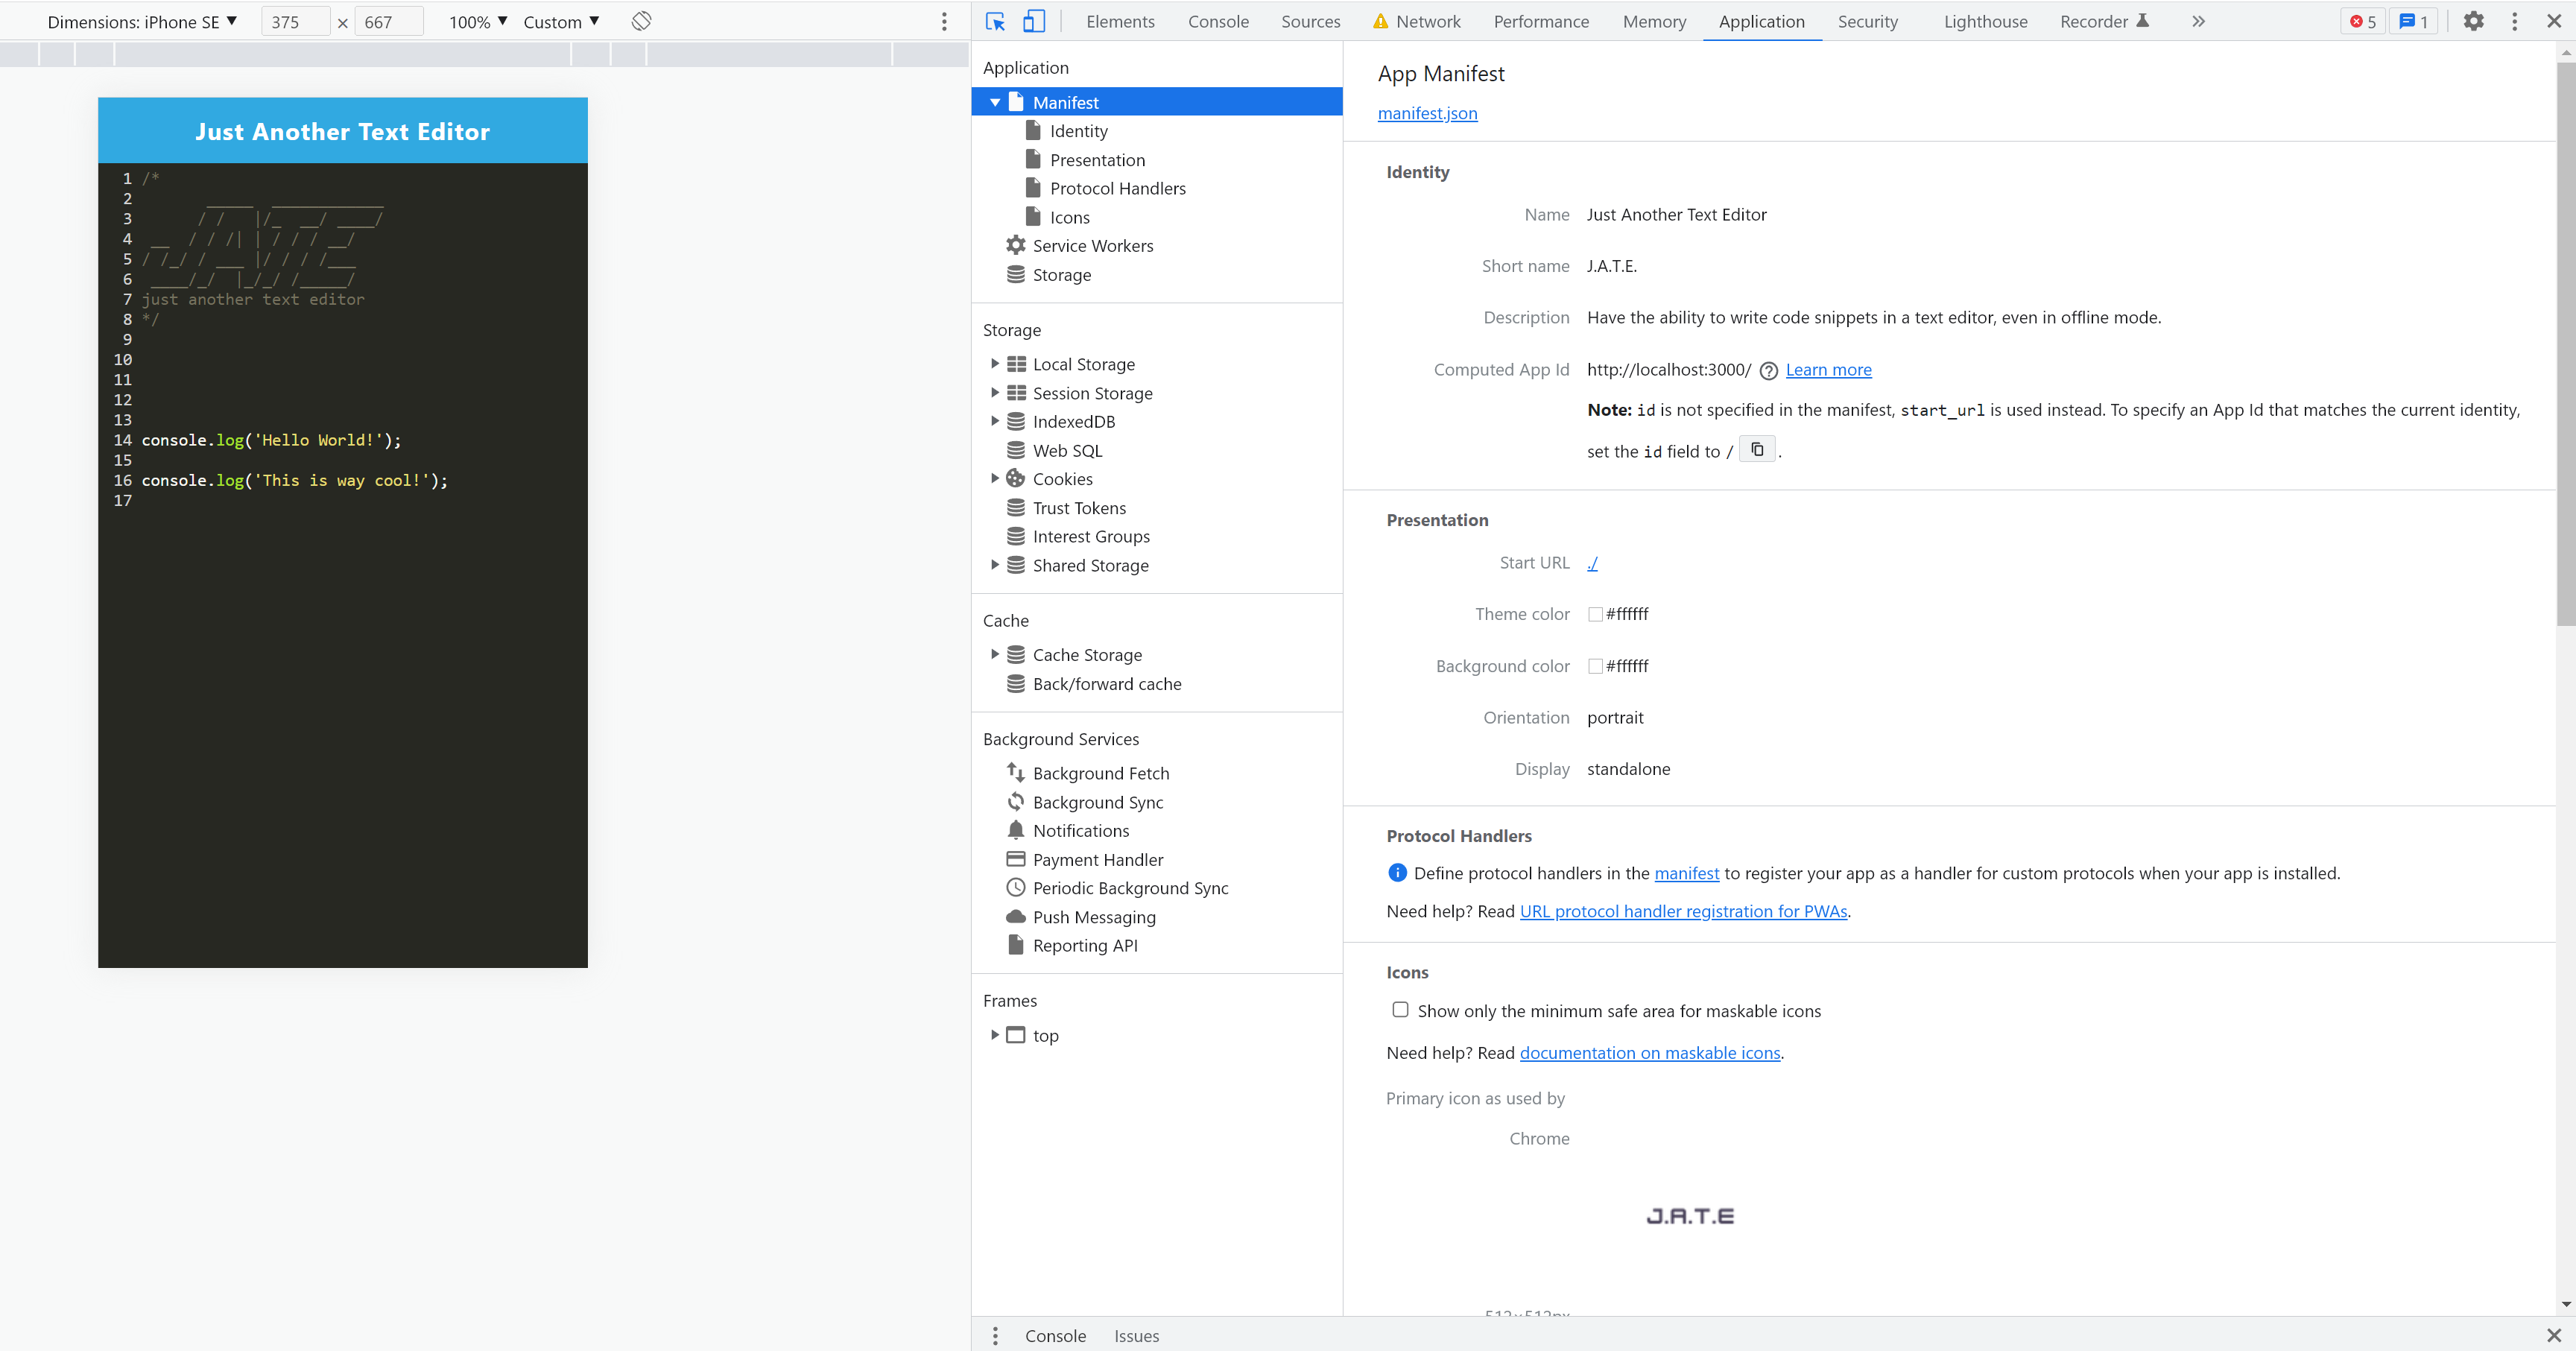 Dimensions: iPhone SE ▼ 375 × 667 100% ▼ Custom ▼
Just Another Text Editor
1 /*
2       _____  ____________
3      / /   |/_  __/ ____/
4 __  / / /| | / / / __/
5 / /_/ / ___ |/ / / /___
6 ____/_/  |_/_/ /_____/
7 just another text editor
8 */
9
10
11
12
13
14 console.log('Hello World!');
15
16 console.log('This is way cool!');
17
Elements Console Sources Network Performance Memory Application Security Lighthouse Recorder » 5 1
Application
Manifest
Identity
Presentation
Protocol Handlers
Icons
Service Workers
Storage
Storage
Local Storage
Session Storage
IndexedDB
Web SQL
Cookies
Trust Tokens
Interest Groups
Shared Storage
Cache
Cache Storage
Back/forward cache
Background Services
Background Fetch
Background Sync
Notifications
Payment Handler
Periodic Background Sync
Push Messaging
Reporting API
Frames
top
App Manifest
manifest.json
Identity
Name Just Another Text Editor
Short name J.A.T.E.
Description Have the ability to write code snippets in a text editor, even in offline mode.
Computed App Id http://localhost:3000/ Learn more
Note: id is not specified in the manifest, start_url is used instead. To specify an App Id that matches the current identity,
set the id field to / .
Presentation
Start URL ./
Theme color #ffffff
Background color #ffffff
Orientation portrait
Display standalone
Protocol Handlers
Define protocol handlers in the manifest to register your app as a handler for custom protocols when your app is installed.
Need help? Read URL protocol handler registration for PWAs.
Icons
Show only the minimum safe area for maskable icons
Need help? Read documentation on maskable icons.
Primary icon as used by
Chrome
J.A.T.E
512×512px
Console Issues